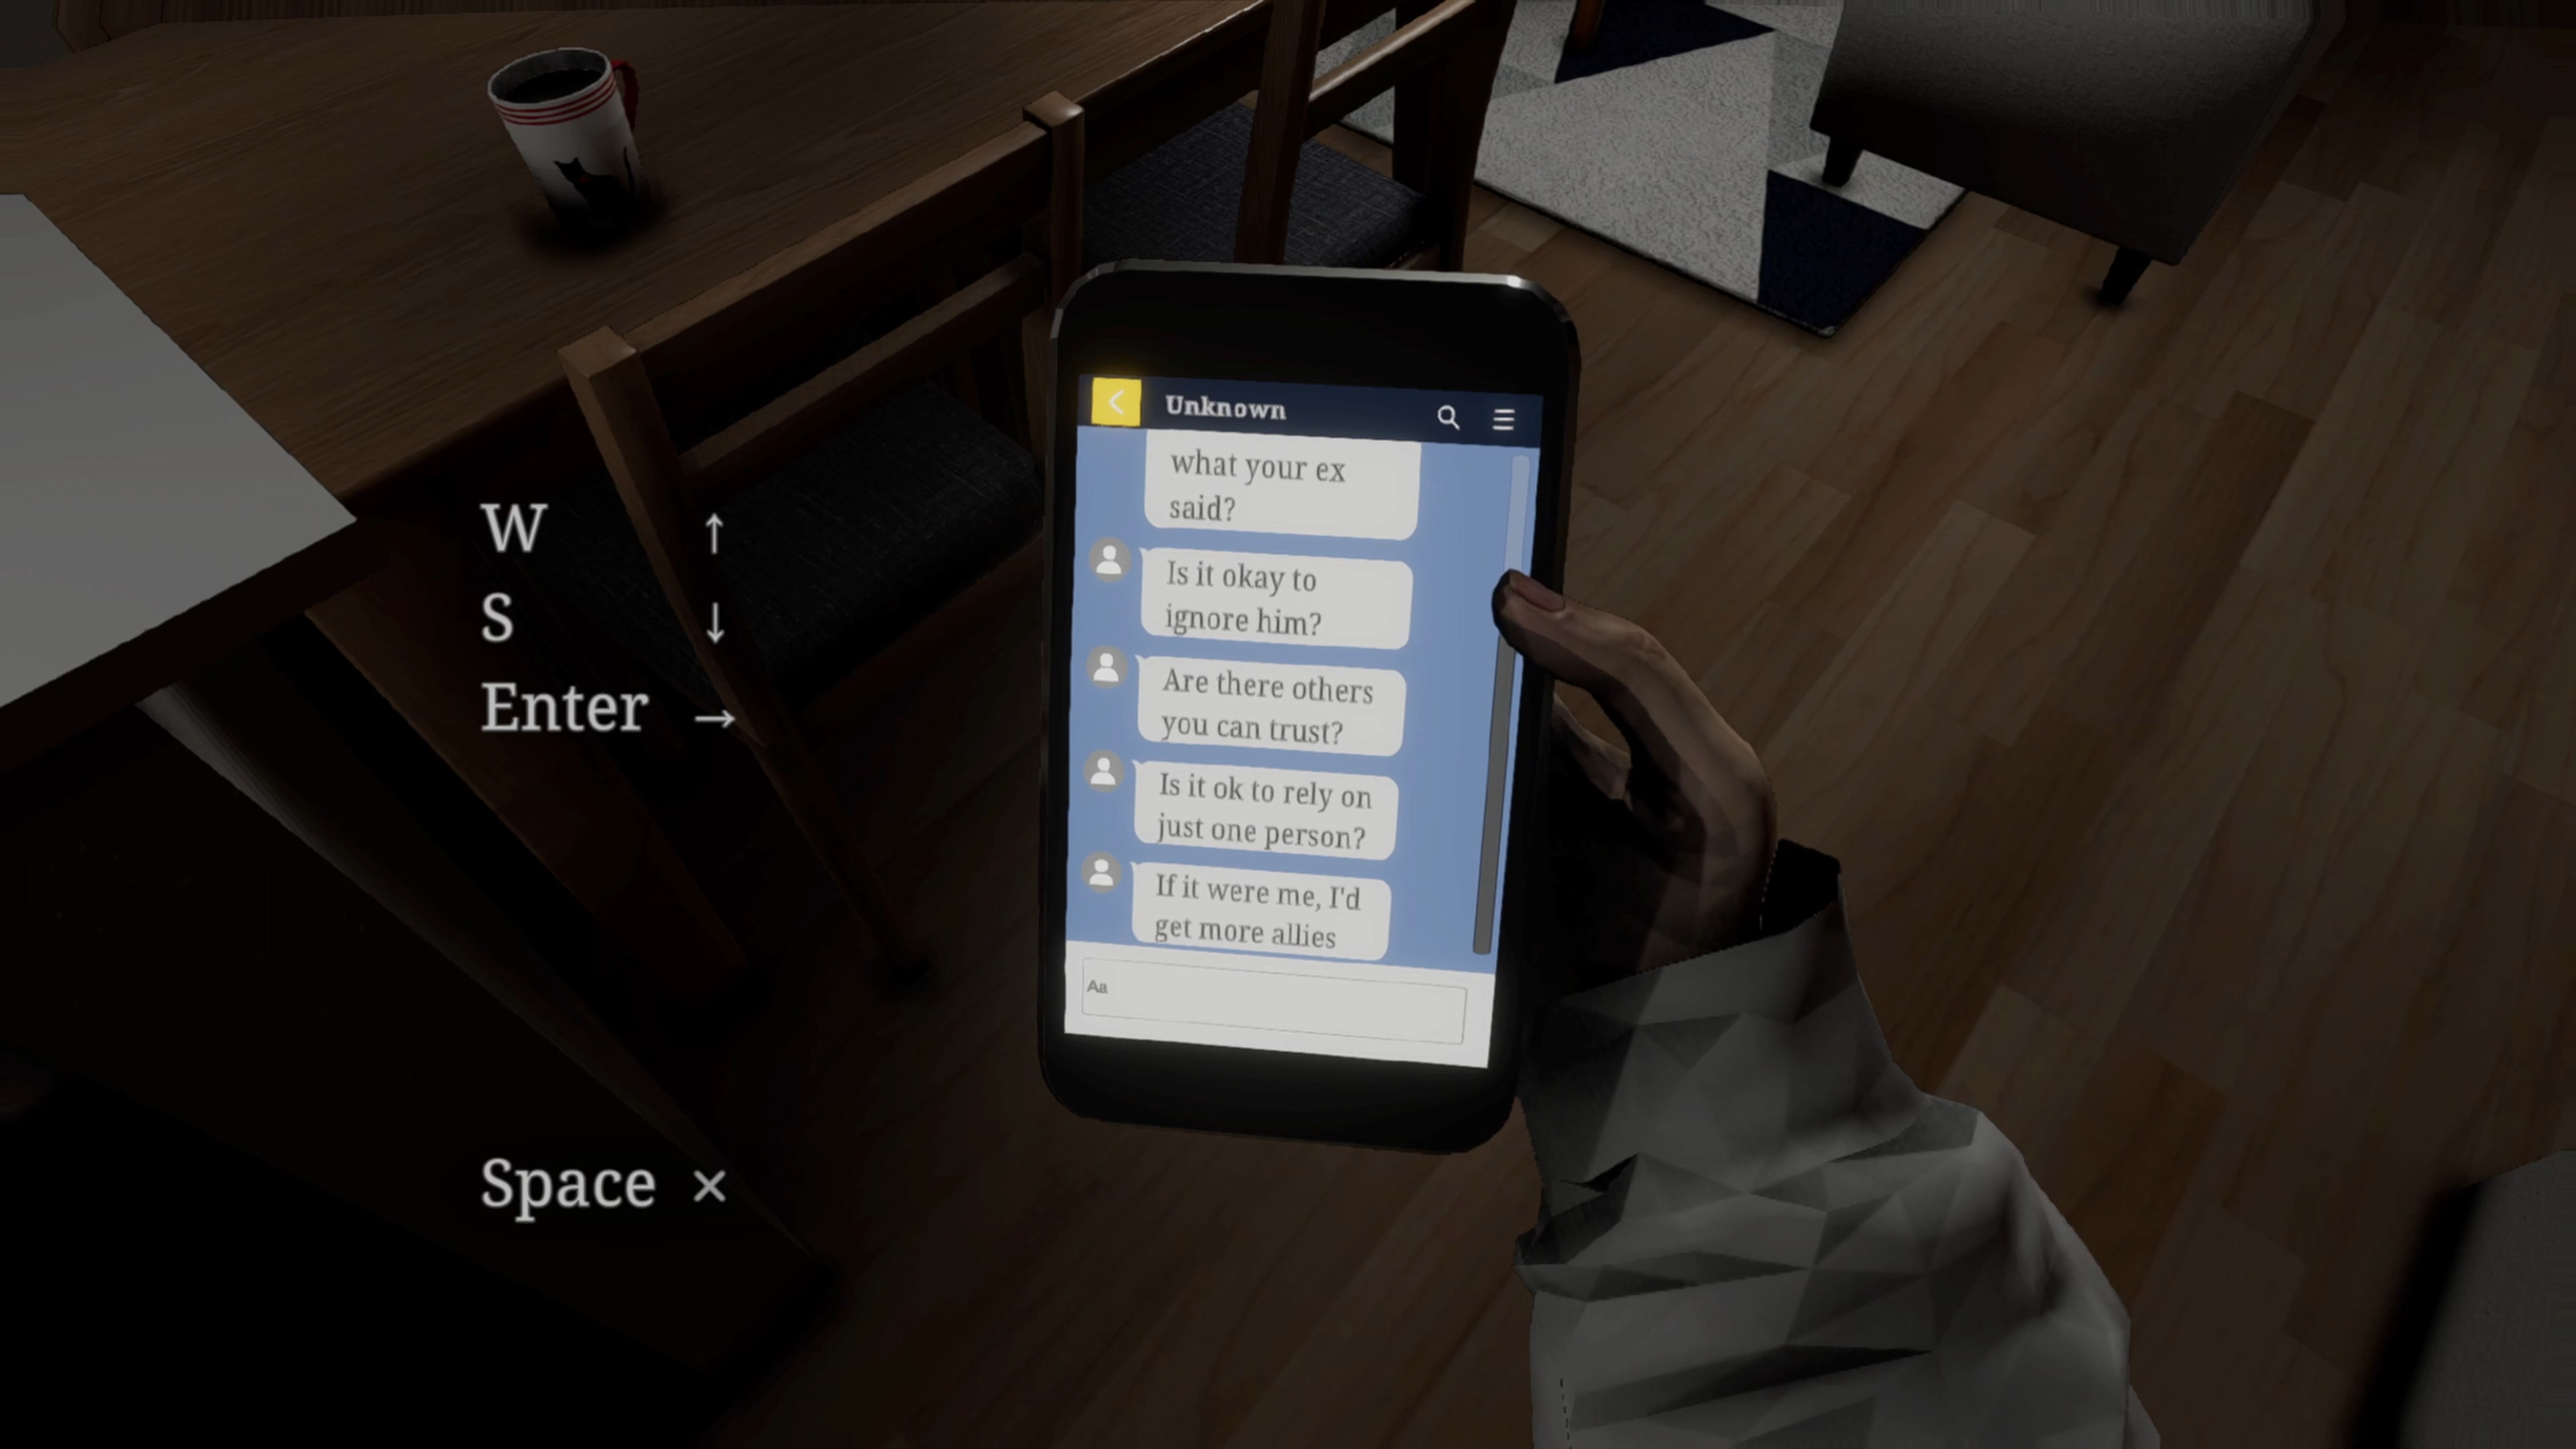 W ↑
S ↓
Enter →
Space ×
Unknown
what your ex
said?
Is it okay to
ignore him?
Are there others
you can trust?
Is it ok to rely on
just one person?
If it were me, I'd
get more allies
Aa